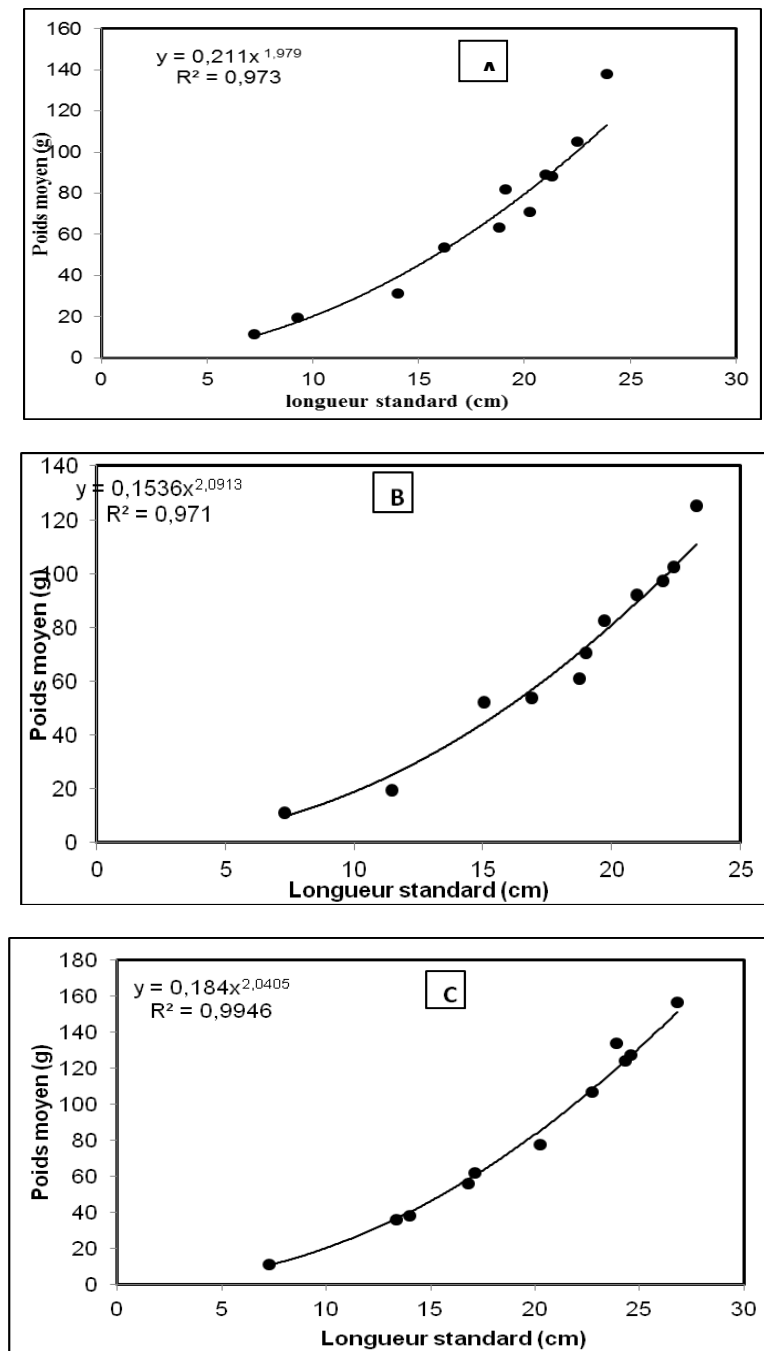 y = 0,211x 1,979
R² = 0,973
A
160
140
120
100
80
60
40
20
0
Poids moyen (g)
0 5 10 15 20 25 30
longueur standard (cm)
y = 0,1536x2,0913
R² = 0,971
B
140
120
100
80
60
40
20
0
Poids moyen (g)
0 5 10 15 20 25
Longueur standard (cm)
y = 0,184x2,0405
R² = 0,9946
C
180
160
140
120
100
80
60
40
20
0
Poids moyen (g)
0 5 10 15 20 25 30
Longueur standard (cm)